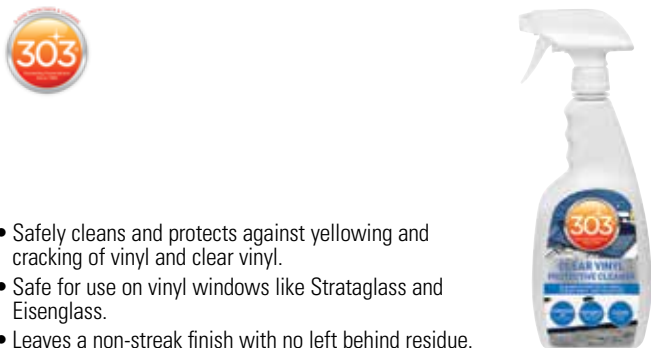 303
• Safely cleans and protects against yellowing and
cracking of vinyl and clear vinyl.
• Safe for use on vinyl windows like Strataglass and
Eisenglass.
• Leaves a non-streak finish with no left behind residue.
303
CLEAR VINYL
PROTECTIVE CLEANER